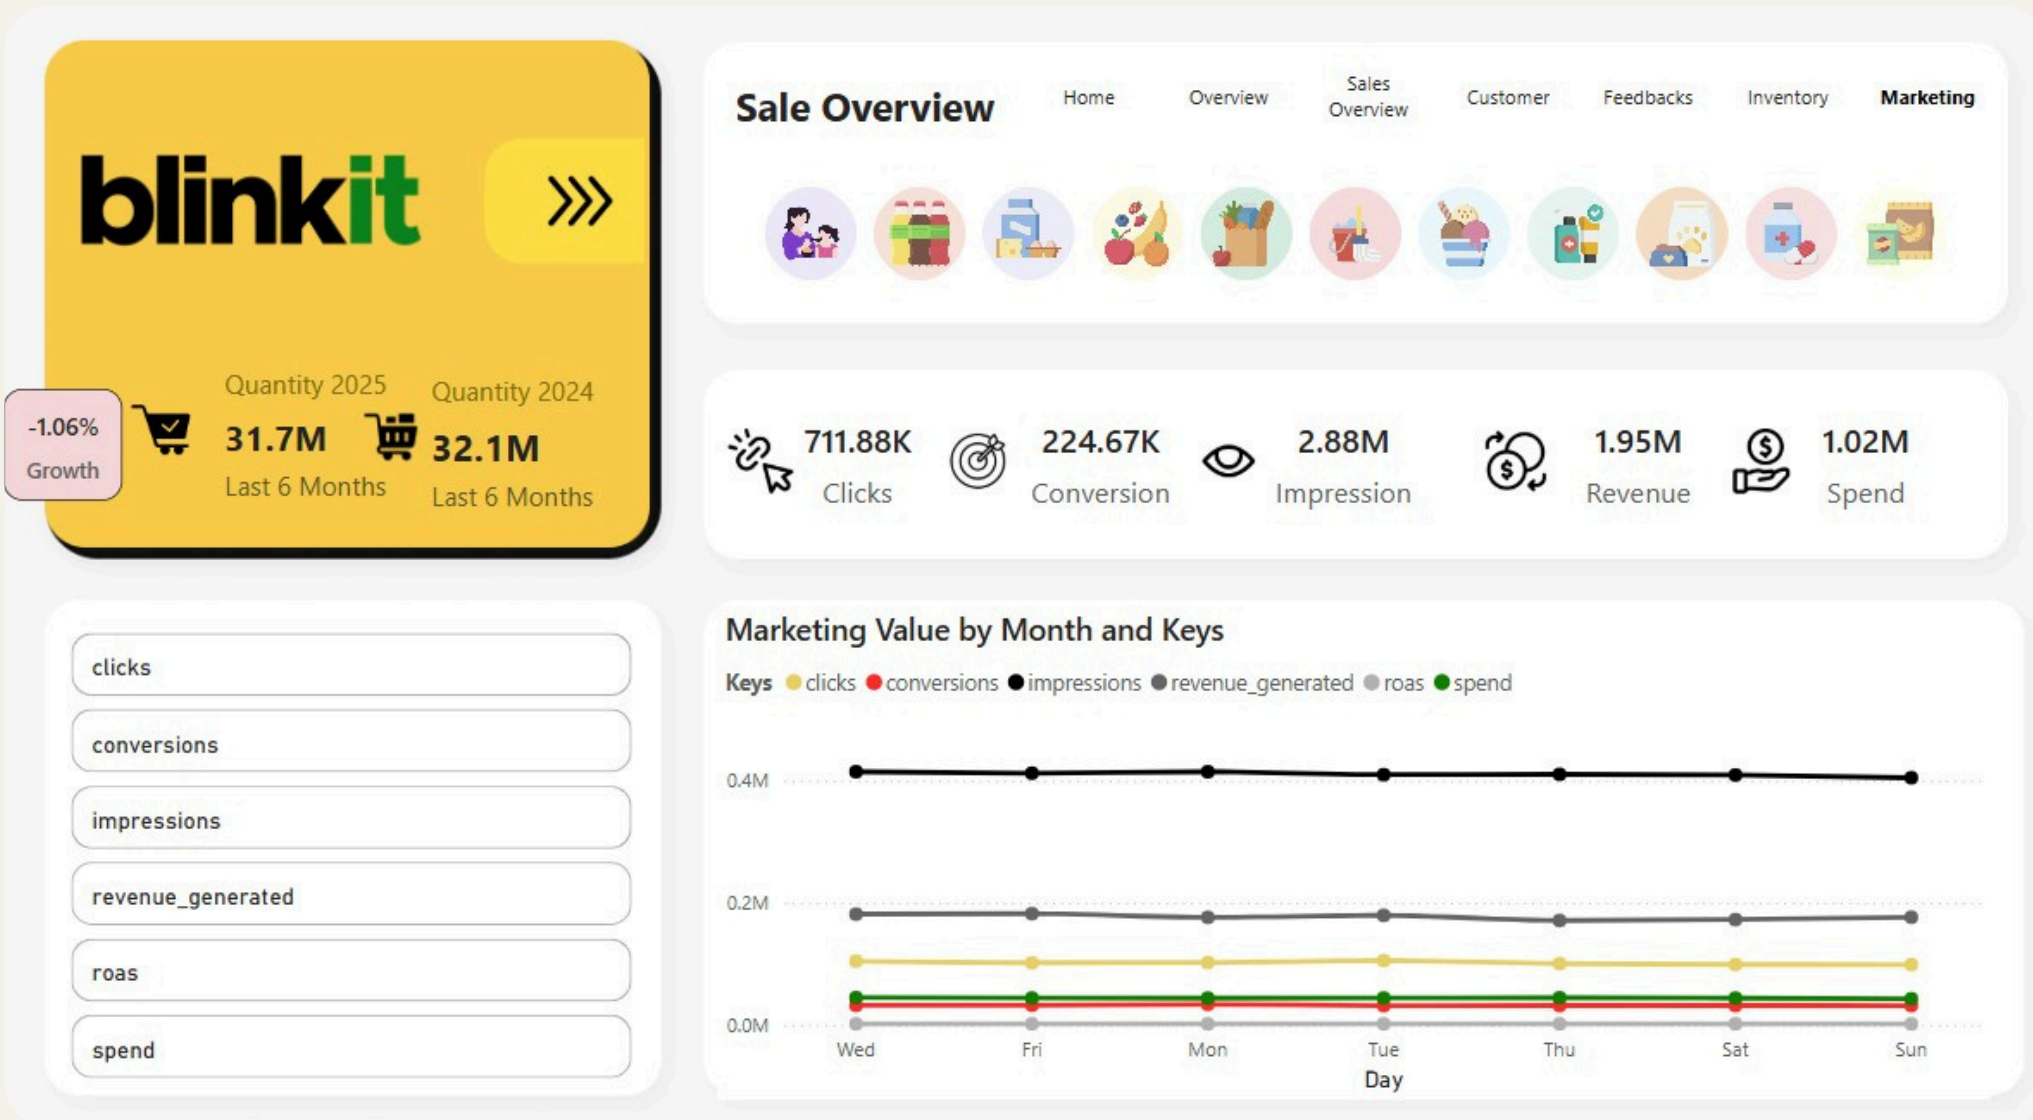 blinkit
Quantity 2025
31.7M
Last 6 Months
Quantity 2024
32.1M
Last 6 Months
-1.06%
Growth
Sale Overview
Home
Overview
Sales
Overview
Customer
Feedbacks
Inventory
Marketing
711.88K
Clicks
224.67K
Conversion
2.88M
Impression
1.95M
Revenue
1.02M
Spend
clicks
conversions
impressions
revenue_generated
roas
spend
Marketing Value by Month and Keys
Keys clicks conversions impressions revenue_generated roas spend
0.4M
0.2M
0.0M
Wed Fri Mon Tue Thu Sat Sun
Day